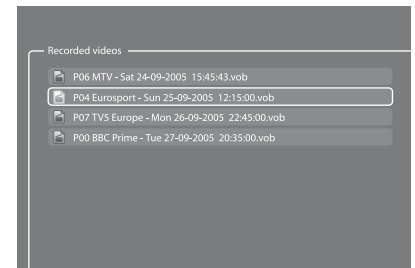 Recorded videos
P06 MTV - Sat 24-09-2005 15:45:43.vob
P04 Eurosport - Sun 25-09-2005 12:15:00.vob
P07 TV5 Europe - Mon 26-09-2005 22:45:00.vob
P00 BBC Prime - Tue 27-09-2005 20:35:00.vob